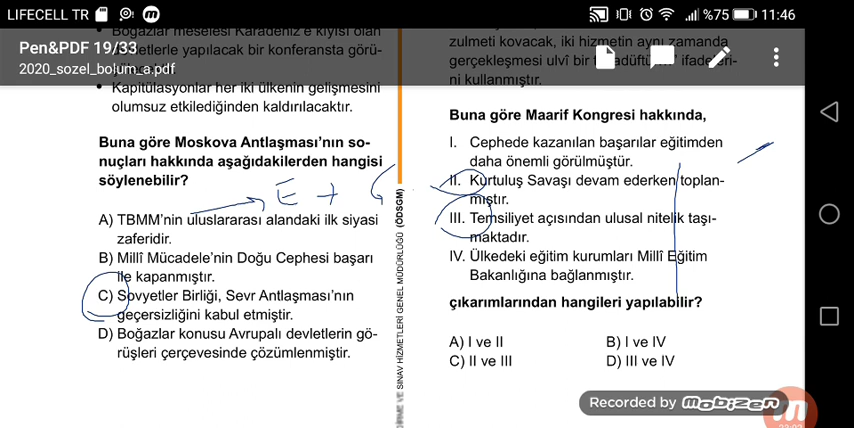 LIFECELL TR
%75
11:46
Pen&PDF 19/33
2020_sozel_bolum_a.pdf
Boğazlar meselesi Karadeniz'e kıyısı olan
devletlerle yapılacak bir konferansta görü-
• Kapitülasyonlar her iki ülkenin gelişmesini
olumsuz etkilediğinden kaldırılacaktır.
Buna göre Moskova Antlaşması'nın so-
nuçları hakkında aşağıdakilerden hangisi
söylenebilir?
E + G
A) TBMM'nin uluslararası alandaki ilk siyasi
zaferidir.
B) Millî Mücadele'nin Doğu Cephesi başarı
ile kapanmıştır.
C) Sovyetler Birliği, Sevr Antlaşması'nın
geçersizliğini kabul etmiştir.
D) Boğazlar konusu Avrupalı devletlerin gö-
rüşleri çerçevesinde çözümlenmiştir.
VE SINAV HİZMETLERİ GENEL MÜDÜRLÜĞÜ (ÖDSGM)
zulmeti kovacak, iki hizmetin aynı zamanda
gerçekleşmesi ulvî bir ifadeleri-
ni kullanmıştır.
Buna göre Maarif Kongresi hakkında,
I. Cephede kazanılan başarılar eğitimden
daha önemli görülmüştür.
II. Kurtuluş Savaşı devam ederken toplan-
mıştır.
III. Temsiliyet açısından ulusal nitelik taşı-
maktadır.
IV. Ülkedeki eğitim kurumları Millî Eğitim
Bakanlığına bağlanmıştır.
çıkarımlarından hangileri yapılabilir?
A) I ve II B) I ve IV
C) II ve III D) III ve IV
Recorded by Mobizen